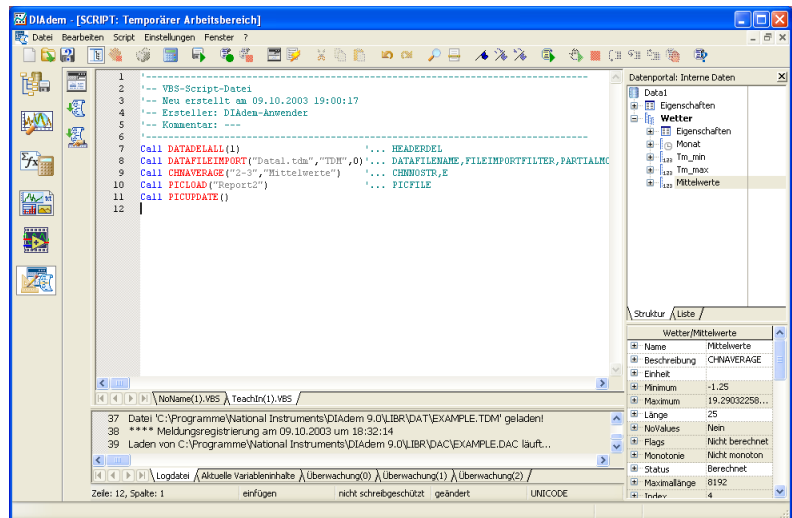 DIAdem - [SCRIPT: Temporärer Arbeitsbereich]
Datei Bearbeiten Script Einstellungen Fenster ?
1 '--------------------------------------------------------------------------------
2 '-- VBS-Script-Datei
3 '-- Neu erstellt am 09.10.2003 19:00:17
4 '-- Ersteller: DIAdem-Anwender
5 '-- Kommentar: ---
6 '--------------------------------------------------------------------------------
7 Call DATADELALL(1) '... HEADERDEL
8 Call DATAFILEIMPORT("Data1.tdm","TDM",0)'... DATAFILENAME,FILEIMPORTFILTER,PARTIALMO
9 Call CHNAVERAGE("2-3","Mittelwerte") '... CHNNOSTR,E
10 Call PICLOAD("Report2") '... PICFILE
11 Call PICUPDATE()
12
NoName(1).VBS TeachIn(1).VBS
37 Datei 'C:\Programme\National Instruments\DIAdem 9.0\LIBR\DAT\EXAMPLE.TDM' geladen!
38 **** Meldungsregistrierung am 09.10.2003 um 18:32:14
39 Laden von C:\Programme\National Instruments\DIAdem 9.0\LIBR\DAC\EXAMPLE.DAC läuft...
Logdatei Aktuelle Variableninhalte Überwachung(0) Überwachung(1) Überwachung(2)
Zeile: 12, Spalte: 1 einfügen nicht schreibgeschützt geändert UNICODE
Datenportal: Interne Daten
Data1
Eigenschaften
Wetter
Eigenschaften
Monat
Tm_min
Tm_max
Mittelwerte
Struktur Liste
Wetter/Mittelwerte
Name Mittelwerte
Beschreibung CHNAVERAGE
Einheit
Minimum -1.25
Maximum 19.29032258...
Länge 25
NoValues Nein
Flags Nicht berechnet
Monotonie Nicht monoton
Status Berechnet
Maximallänge 8192
Index 4